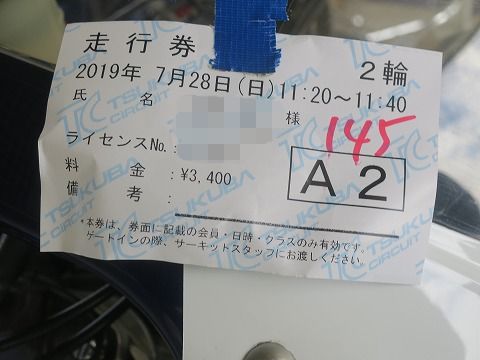 走行券 2輪
2019年 7月28日(日)11:20～11:40
氏名 様
145
ライセンスNo.:
料金:¥3,400
A2
備考:
*本券は、券面に記載の会員・日時・クラスのみ有効です。
ゲートインの際、サーキットスタッフにお渡しください。
TSUKUBA CIRCUIT